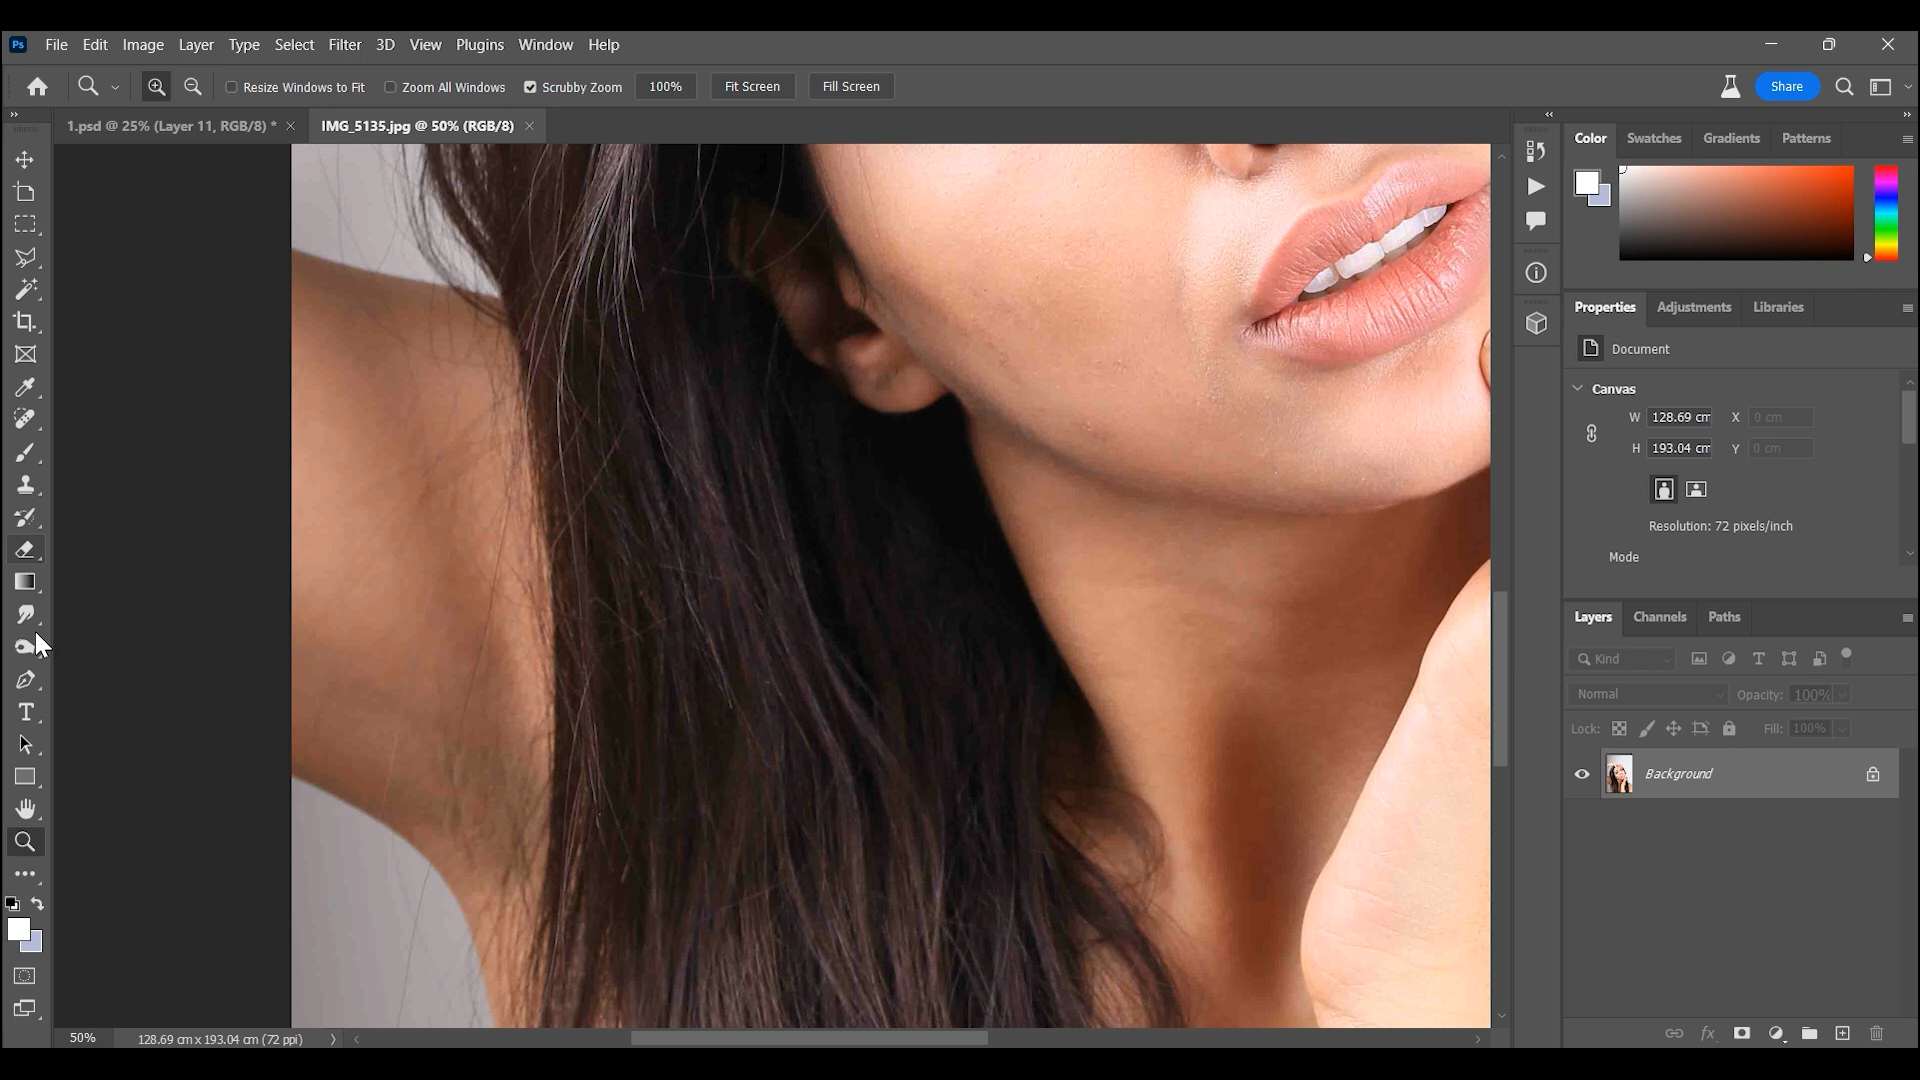 Ps File Edit Image Layer Type Select Filter 3D View Plugins Window Help
Resize Windows to Fit Zoom All Windows Scrubby Zoom 100% Fit Screen Fill Screen Share
1.psd @ 25% (Layer 11, RGB/8) * IMG_5135.jpg @ 50% (RGB/8)
Color Swatches Gradients Patterns
Properties Adjustments Libraries
Document
Canvas
W 128.69 cm X 0 cm
H 193.04 cm Y 0 cm
Resolution: 72 pixels/inch
Mode
Layers Channels Paths
Kind
Normal Opacity: 100%
Lock: Fill: 100%
Background
50% 128.69 cm x 193.04 cm (72 ppi)
fx